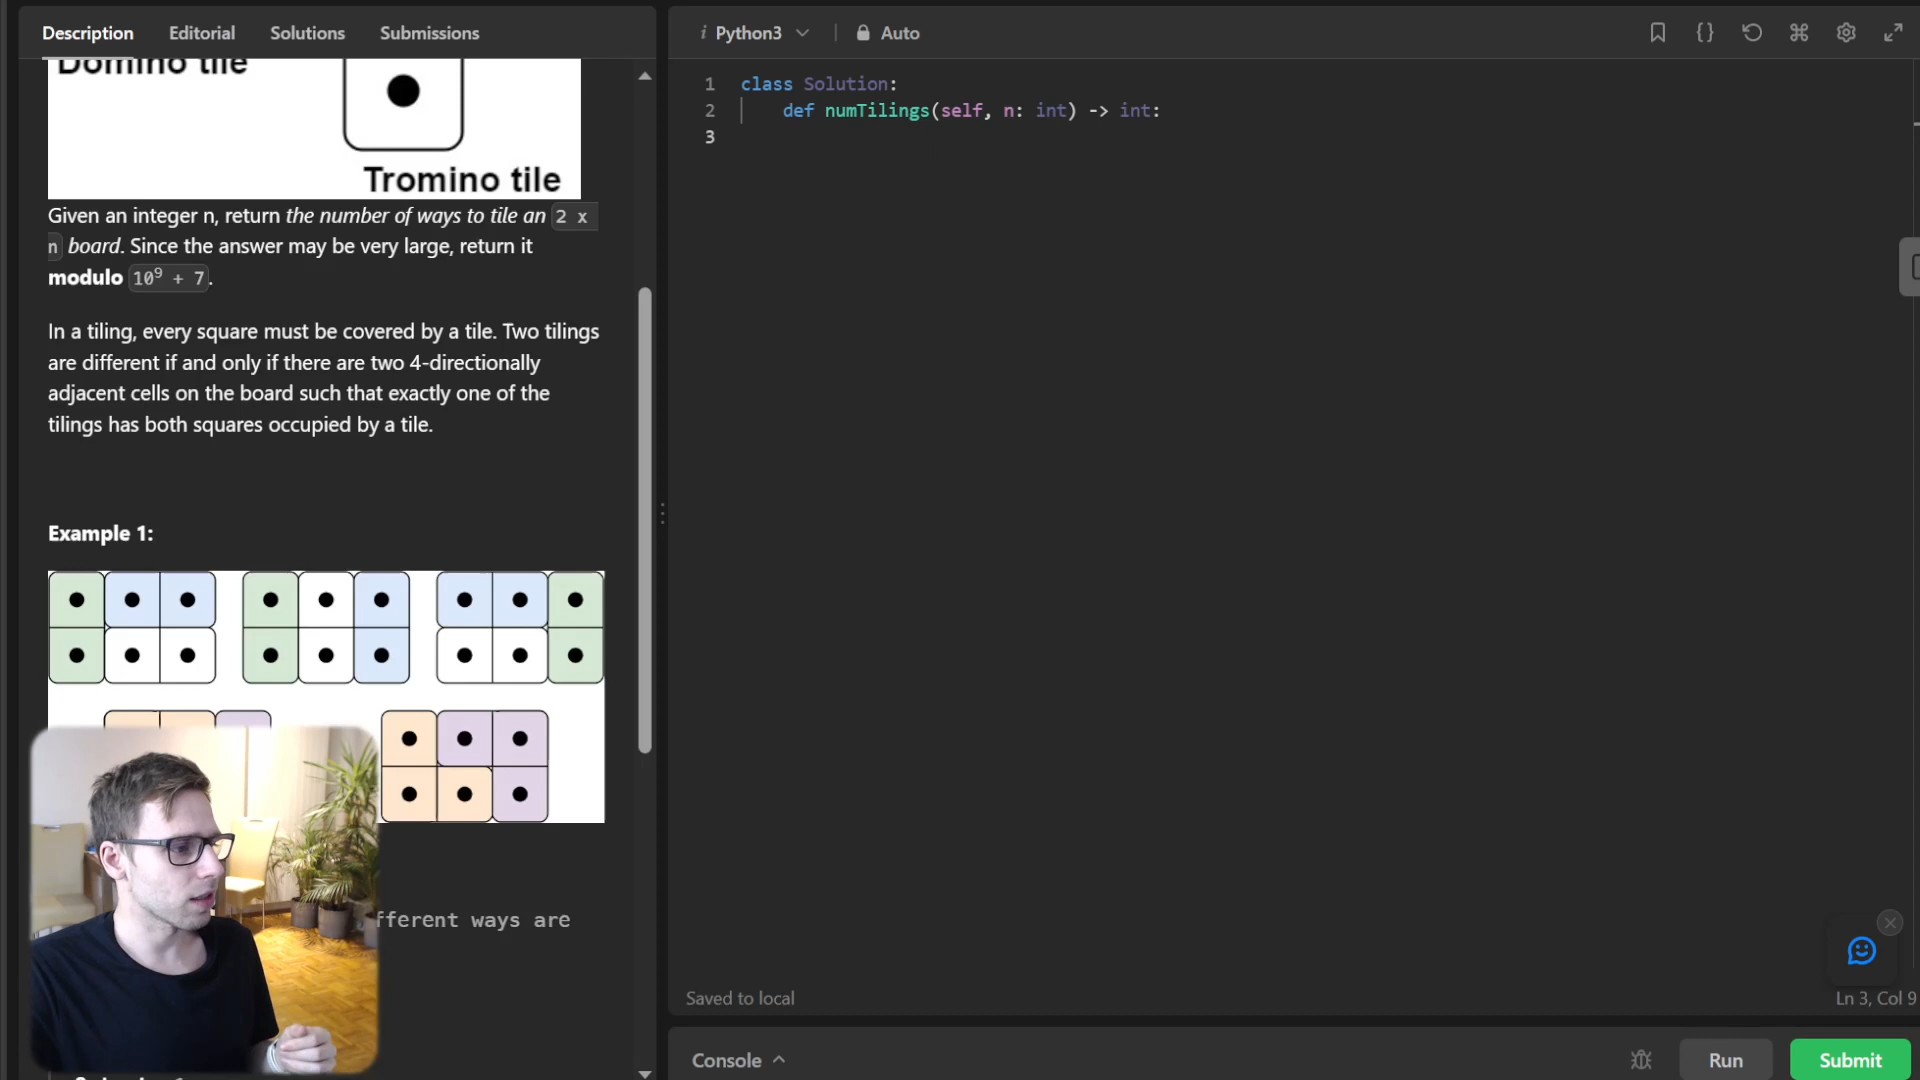 Description Editorial Solutions Submissions
Domino tile
Tromino tile
Given an integer n, return the number of ways to tile an 2 x
n board. Since the answer may be very large, return it
modulo 10⁹ + 7.
In a tiling, every square must be covered by a tile. Two tilings
are different if and only if there are two 4-directionally
adjacent cells on the board such that exactly one of the
tilings has both squares occupied by a tile.
Example 1:
ways are
i Python3 Auto
1 class Solution:
2 def numTilings(self, n: int) -> int:
3
Saved to local
Ln 3, Col 9
Console
Run
Submit